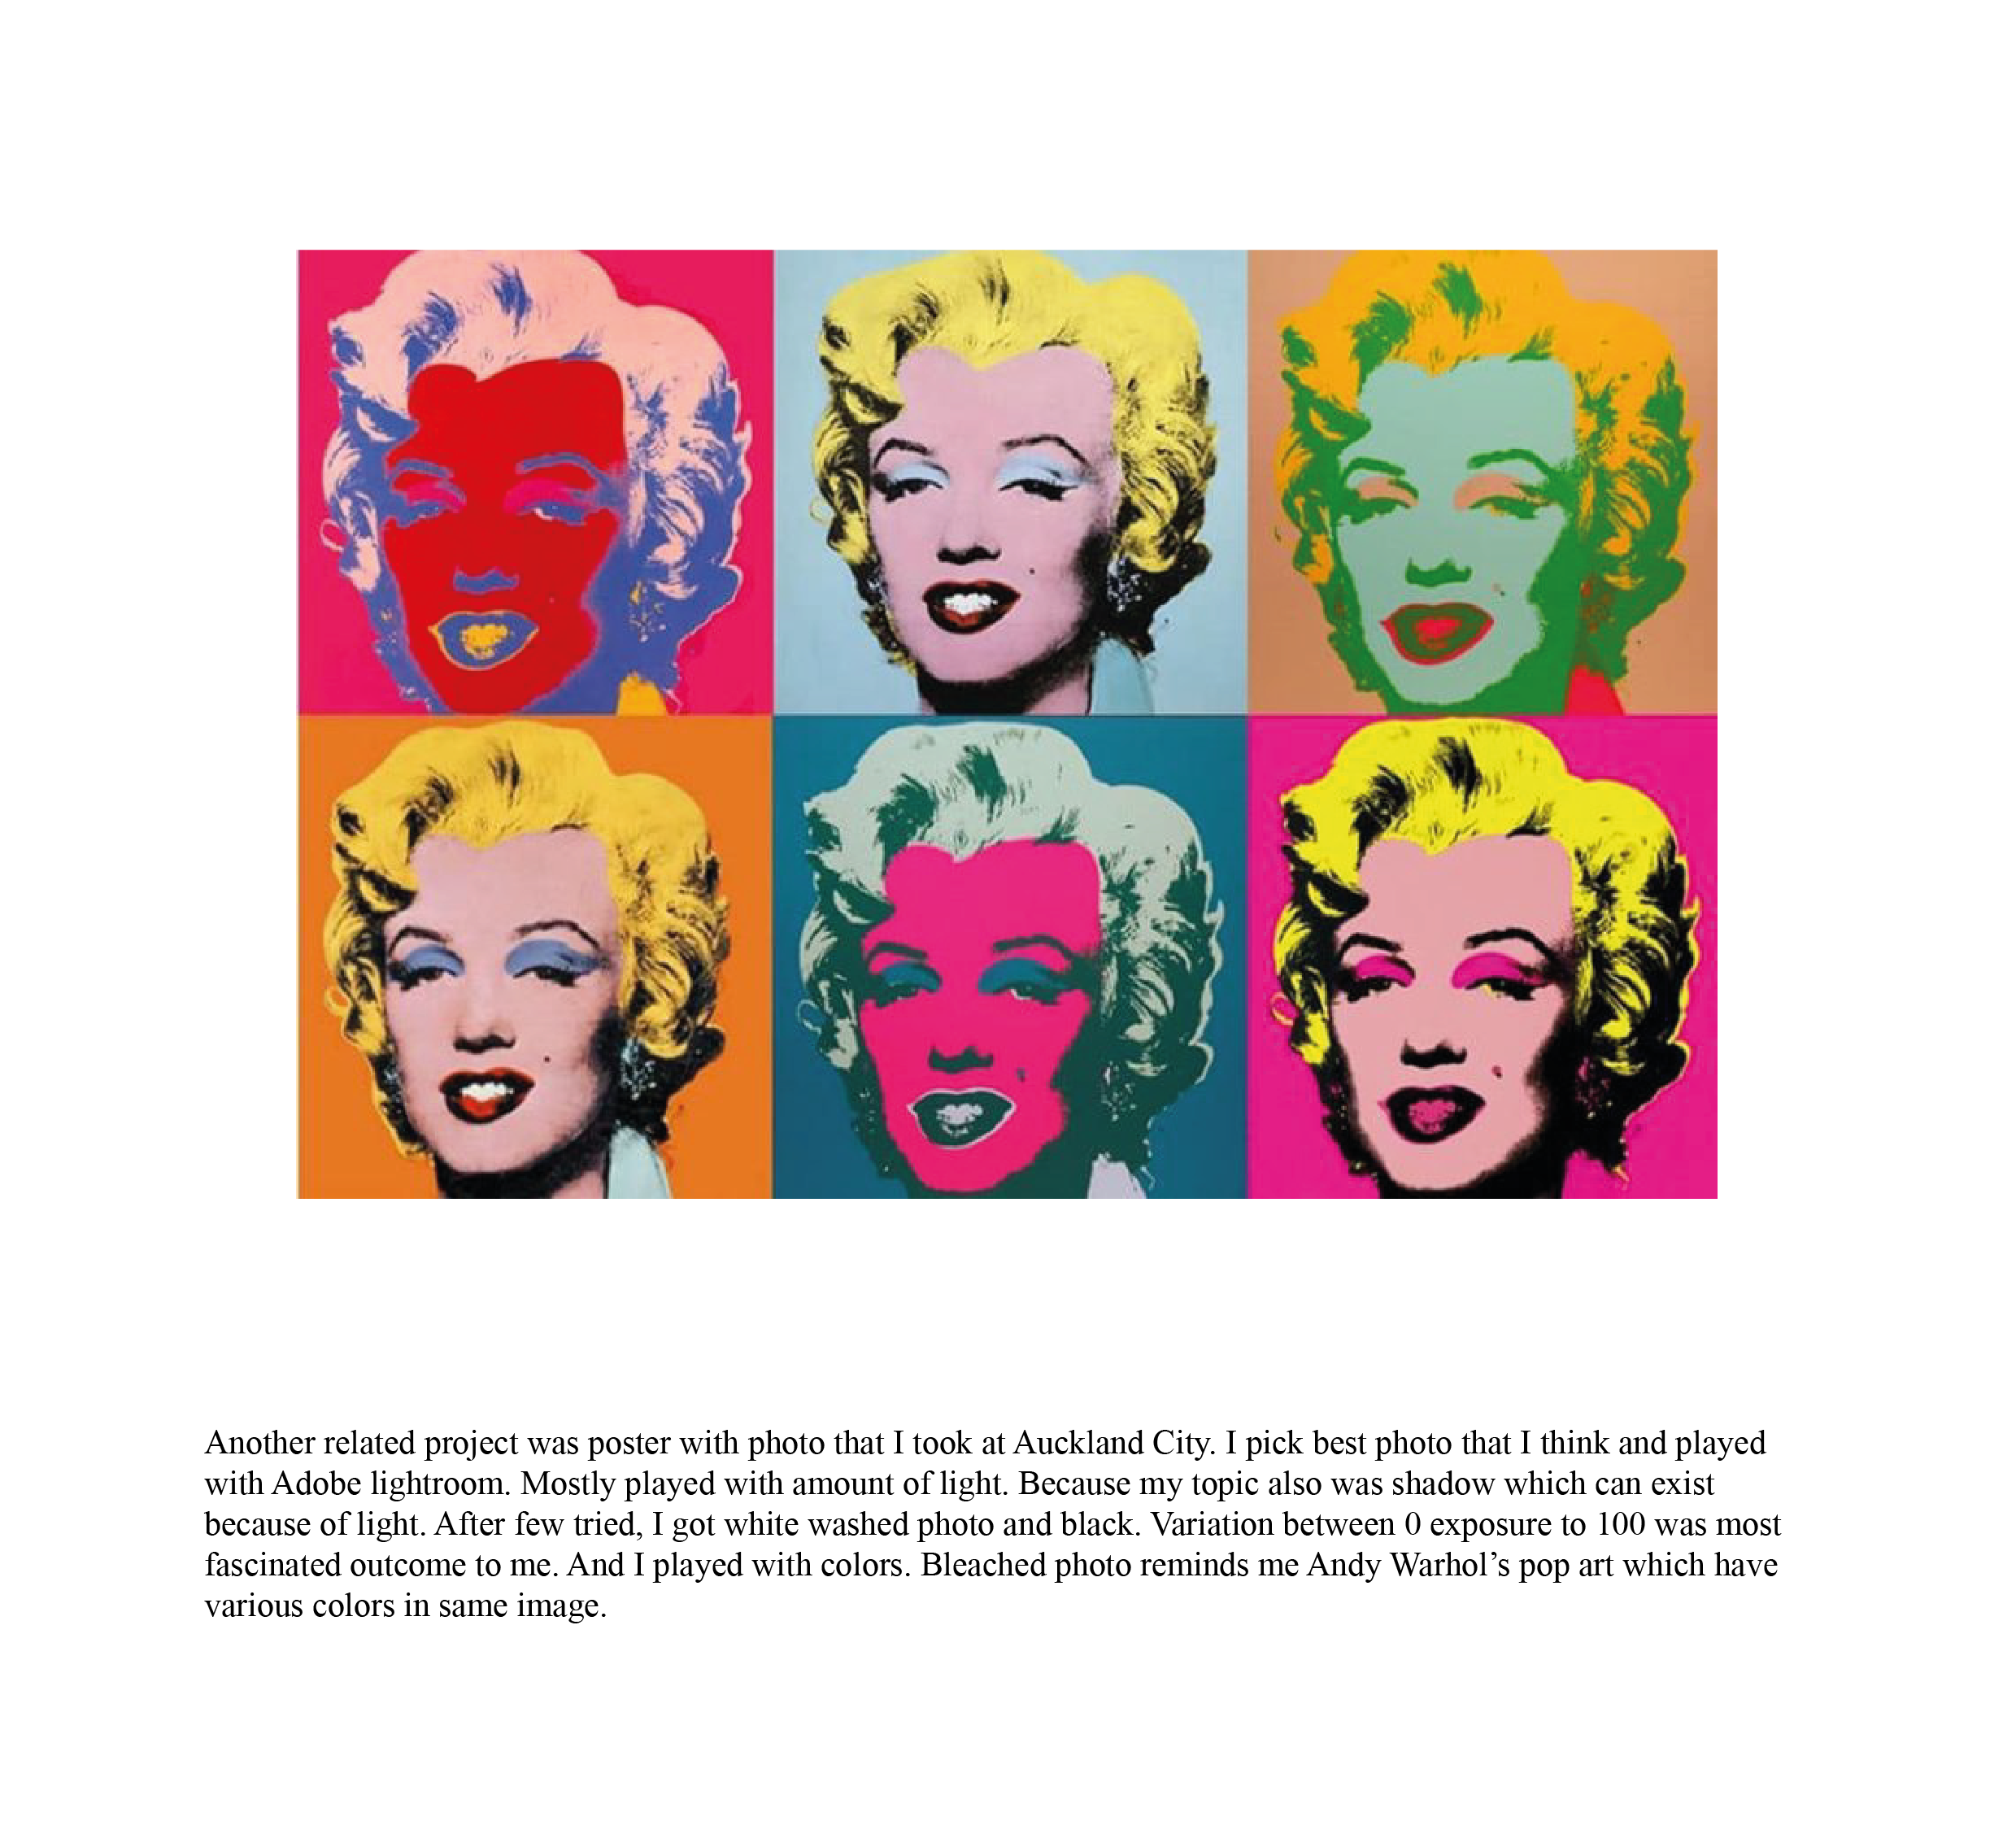 Another related project was poster with photo that I took at Auckland City. I pick best photo that I think and played
with Adobe lightroom. Mostly played with amount of light. Because my topic also was shadow which can exist
because of light. After few tried, I got white washed photo and black. Variation between 0 exposure to 100 was most
fascinated outcome to me. And I played with colors. Bleached photo reminds me Andy Warhol’s pop art which have
various colors in same image.